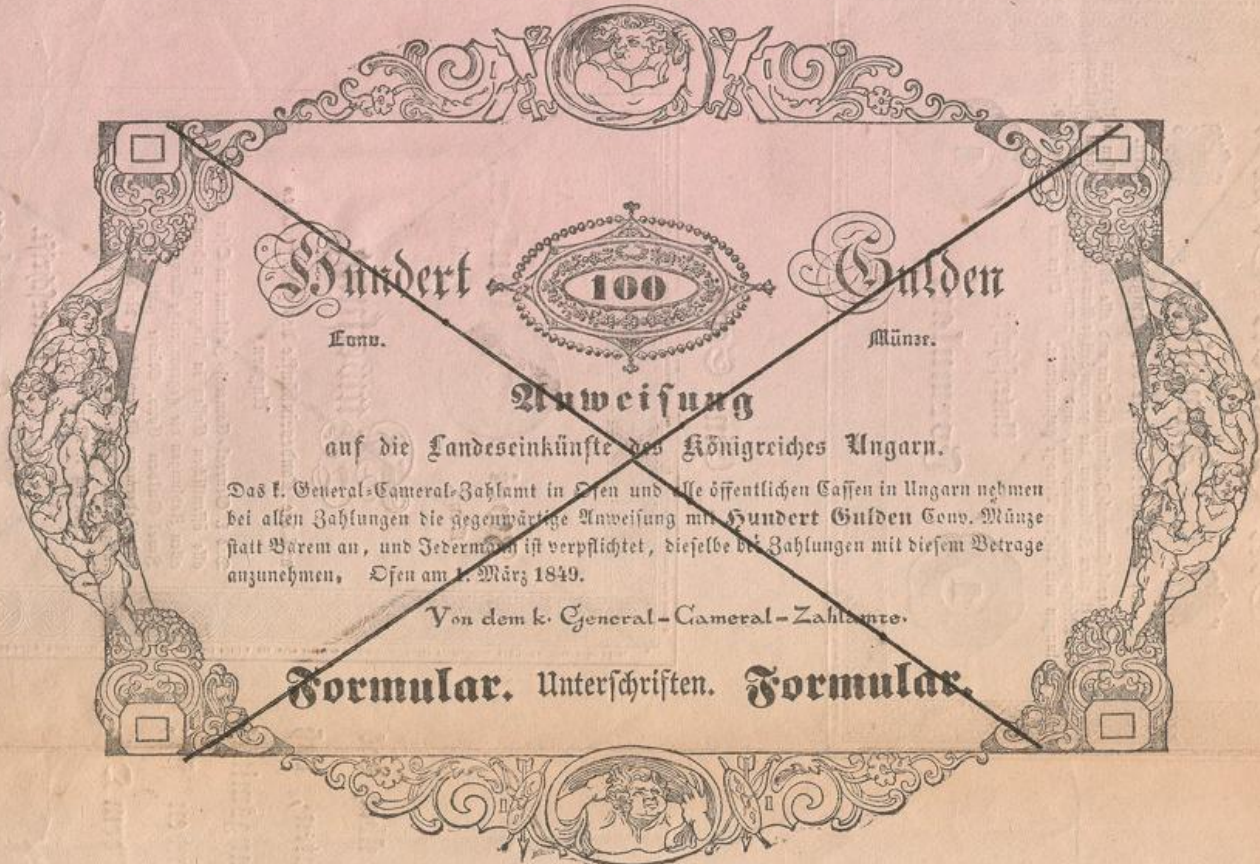 Hundert 100 Gulden
Conv. Münze.
Anweisung
auf die Landeseinkünfte des Königreiches Ungarn.
Das k. General-Cameral-Zahlamt in Ofen und alle öffentlichen Cassen in Ungarn nehmen
bei allen Zahlungen die gegenwärtige Anweisung mit Hundert Gulden Conv. Münze
statt Barem an, und Jedermann ist verpflichtet, dieselbe bei Zahlungen mit diesem Betrage
anzunehmen, Ofen am 1. März 1849.
Von dem k. General-Cameral-Zahlamte.
Formular. Unterschriften. Formular.